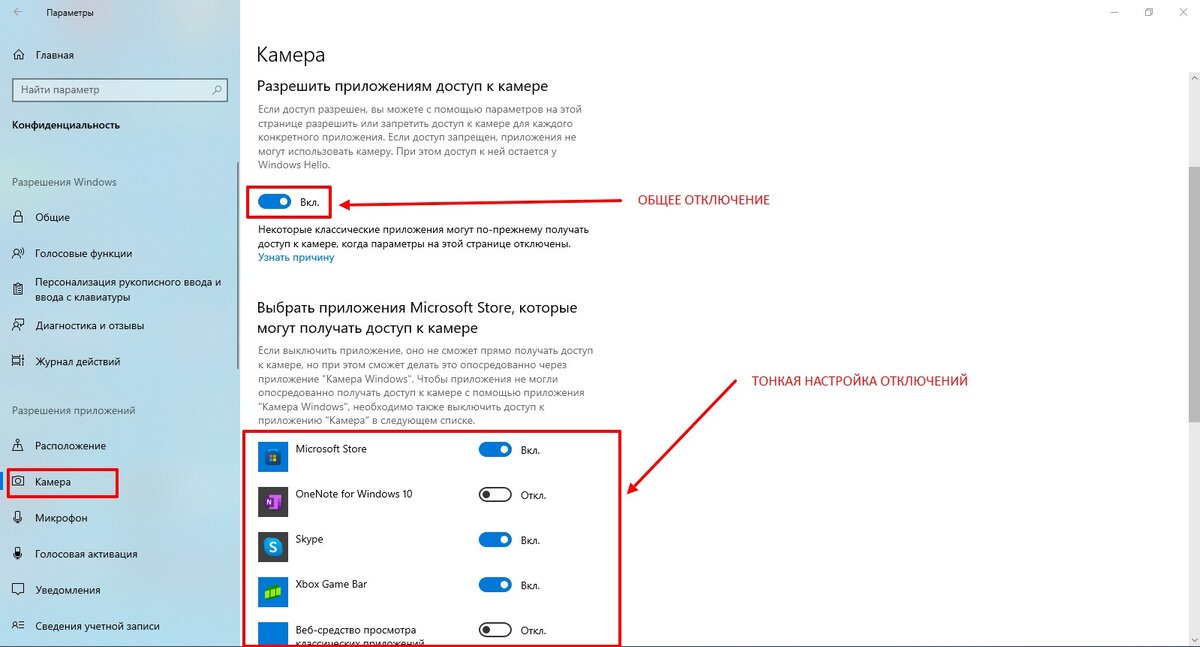 Параметры
Главная
Найти параметр
Конфиденциальность
Разрешения Windows
Общие
Голосовые функции
Персонализация рукописного ввода и
ввода с клавиатуры
Диагностика и отзывы
Журнал действий
Разрешения приложений
Расположение
Камера
Микрофон
Голосовая активация
Уведомления
Сведения учетной записи
Камера
Разрешить приложениям доступ к камере
Если доступ разрешен, вы можете с помощью параметров на этой
странице разрешить или запретить доступ к камере для каждого
конкретного приложения. Если доступ запрещен, приложения не
могут использовать камеру. При этом доступ к ней остается у
Windows Hello.
Вкл.
ОБЩЕЕ ОТКЛЮЧЕНИЕ
Некоторые классические приложения могут по-прежнему получать
доступ к камере, когда параметры на этой странице отключены.
Узнать причину
Выбрать приложения Microsoft Store, которые
могут получать доступ к камере
Если выключить приложение, оно не сможет прямо получать доступ
к камере, но при этом сможет делать это опосредованно через
приложение "Камера Windows". Чтобы приложения не могли
опосредованно получать доступ к камере с помощью приложения
"Камера Windows", необходимо также выключить доступ к
приложению "Камера" в следующем списке.
ТОНКАЯ НАСТРОЙКА ОТКЛЮЧЕНИЙ
Microsoft Store Вкл.
OneNote for Windows 10 Откл.
Skype Вкл.
Xbox Game Bar Вкл.
Веб-средство просмотра Откл.
классических приложений